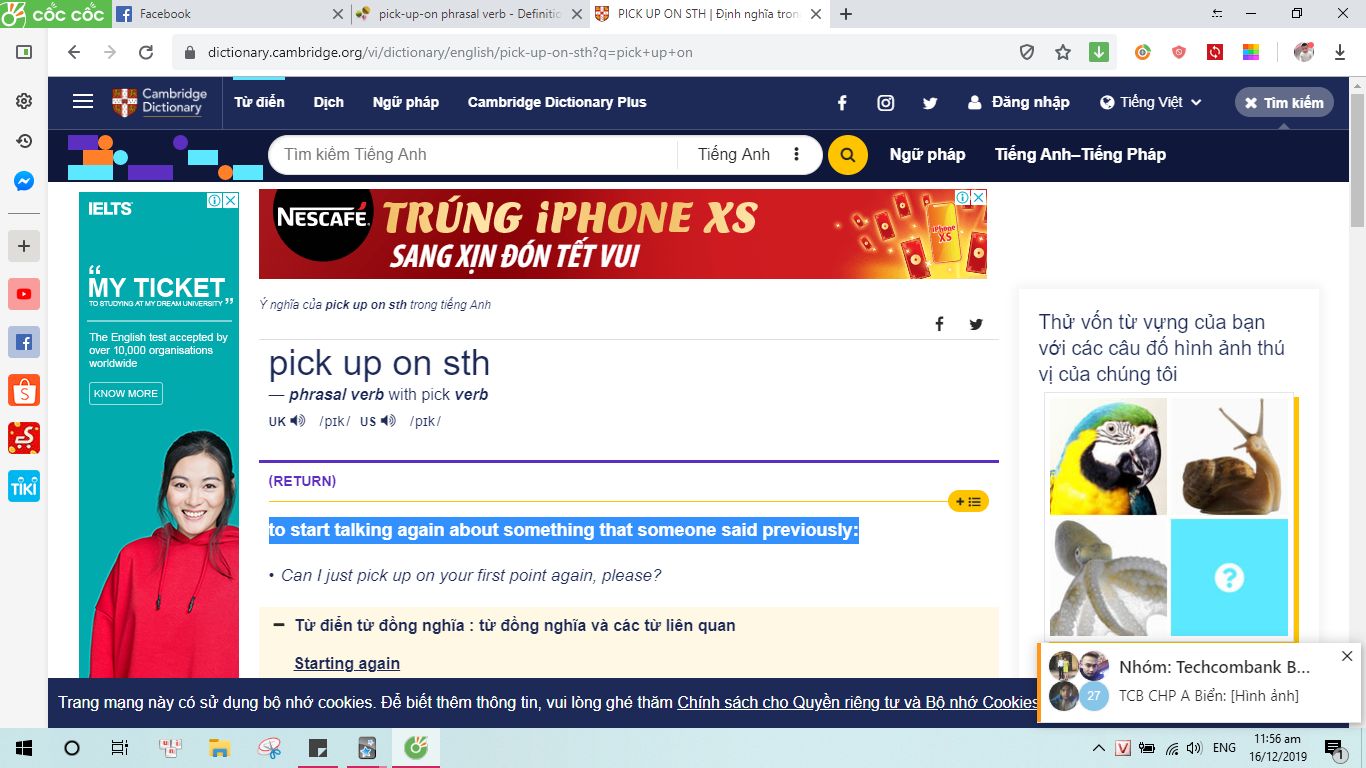 cốc cốc
Facebook
pick-up-on phrasal verb - Definitio
PICK UP ON STH | Định nghĩa tron
dictionary.cambridge.org/vi/dictionary/english/pick-up-on-sth?q=pick+up+on
Cambridge
Dictionary
Từ điển
Dịch
Ngữ pháp
Cambridge Dictionary Plus
Đăng nhập
Tiếng Việt
Tìm kiếm
Tìm kiếm Tiếng Anh
Tiếng Anh
Ngữ pháp
Tiếng Anh–Tiếng Pháp
IELTS
“
MY TICKET
TO STUDYING AT MY DREAM UNIVERSITY ”
The English test accepted by
over 10,000 organisations
worldwide
KNOW MORE
NESCAFÉ.
TRÚNG iPHONE XS
SANG XỊN ĐÓN TẾT VUI
iPhone
XS
Ý nghĩa của pick up on sth trong tiếng Anh
pick up on sth
— phrasal verb with pick verb
UK /pɪk/ US /pɪk/
(RETURN)
to start talking again about something that someone said previously:
• Can I just pick up on your first point again, please?
Từ điển từ đồng nghĩa : từ đồng nghĩa và các từ liên quan
Starting again
Thử vốn từ vựng của bạn
với các câu đố hình ảnh thú
vị của chúng tôi
?
Trang mạng này có sử dụng bộ nhớ cookies. Để biết thêm thông tin, vui lòng ghé thăm Chính sách cho Quyền riêng tư và Bộ nhớ Cookies
Nhóm: Techcombank B...
27
TCB CHP A Biển: [Hình ảnh]
TIKI
ENG
11:56 am
16/12/2019
1